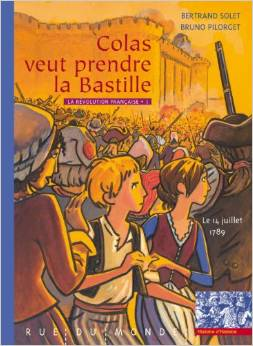 BERTRAND SOLET
BRUNO PILORGET
Colas
veut prendre
la Bastille
LA RÉVOLUTION FRANÇAISE • 1
Le 14 juillet
1789
RUE DU MONDE
Histoire d'Histoire